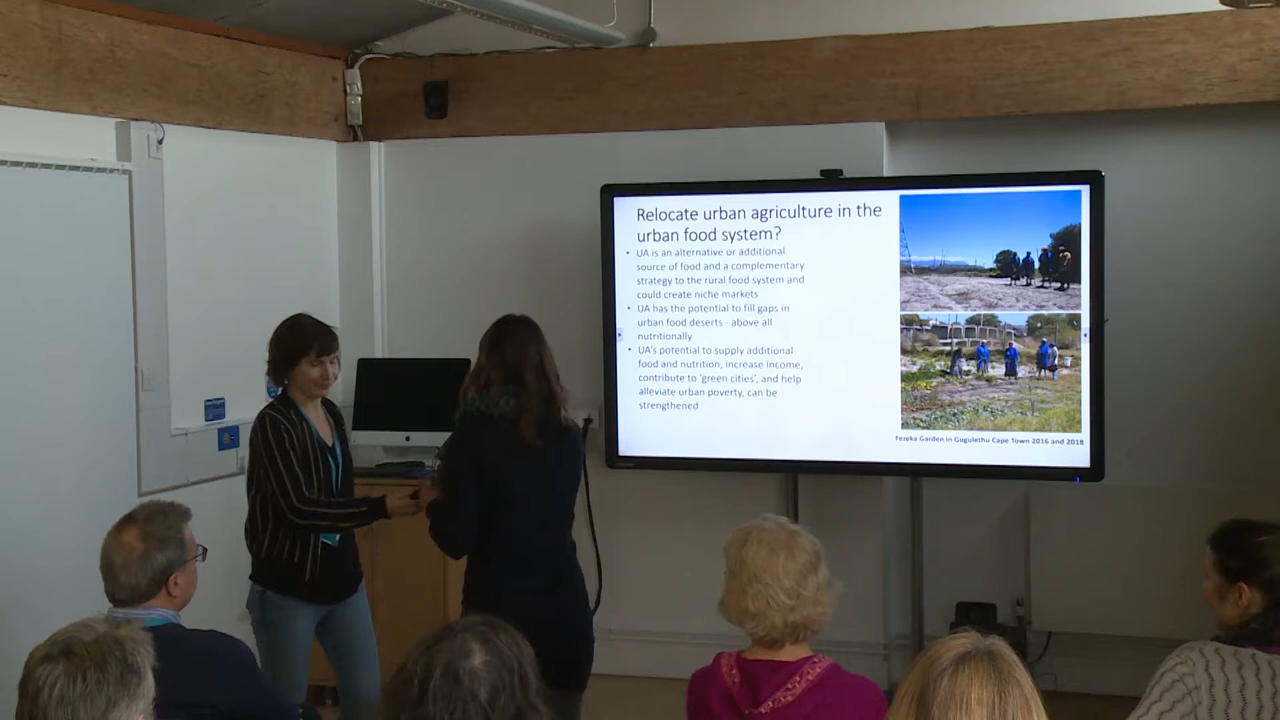 Relocate urban agriculture in the
urban food system?
• UA is an alternative or additional
source of food and a complementary
strategy to the rural food system and
could create niche markets
• UA has the potential to fill gaps in
urban food deserts - above all
nutritionally
• UA's potential to supply additional
food and nutrition, increase income,
contribute to 'green cities', and help
alleviate urban poverty, can be
strengthened
Fezeka Garden in Gugulethu Cape Town 2016 and 2018